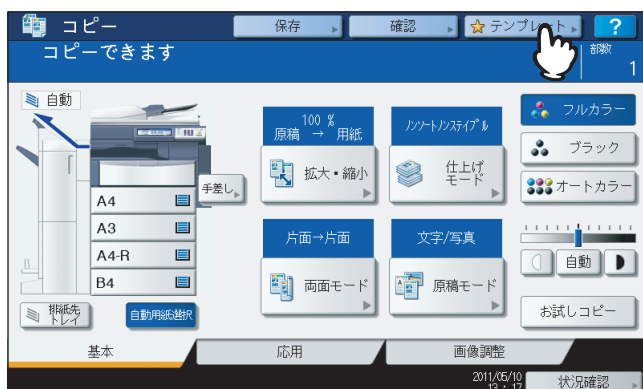 コピー
保存
確認
テンプレート
?
コピーできます
部数
1
自動
100 %
原稿 → 用紙
ノンソートノンステイプル
フルカラー
拡大・縮小
仕上げ
モード
ブラック
手差し
A4
オートカラー
A3
片面→片面
文字/写真
A4-R
自動
B4
両面モード
原稿モード
排紙先
トレイ
自動用紙選択
お試しコピー
基本
応用
画像調整
2011/05/10
13 : 17
状況確認